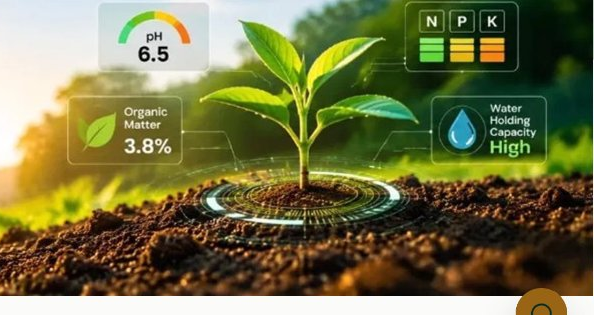 pH
6.5
N P K
Organic
Matter
3.8%
Water
Holding
Capacity
High